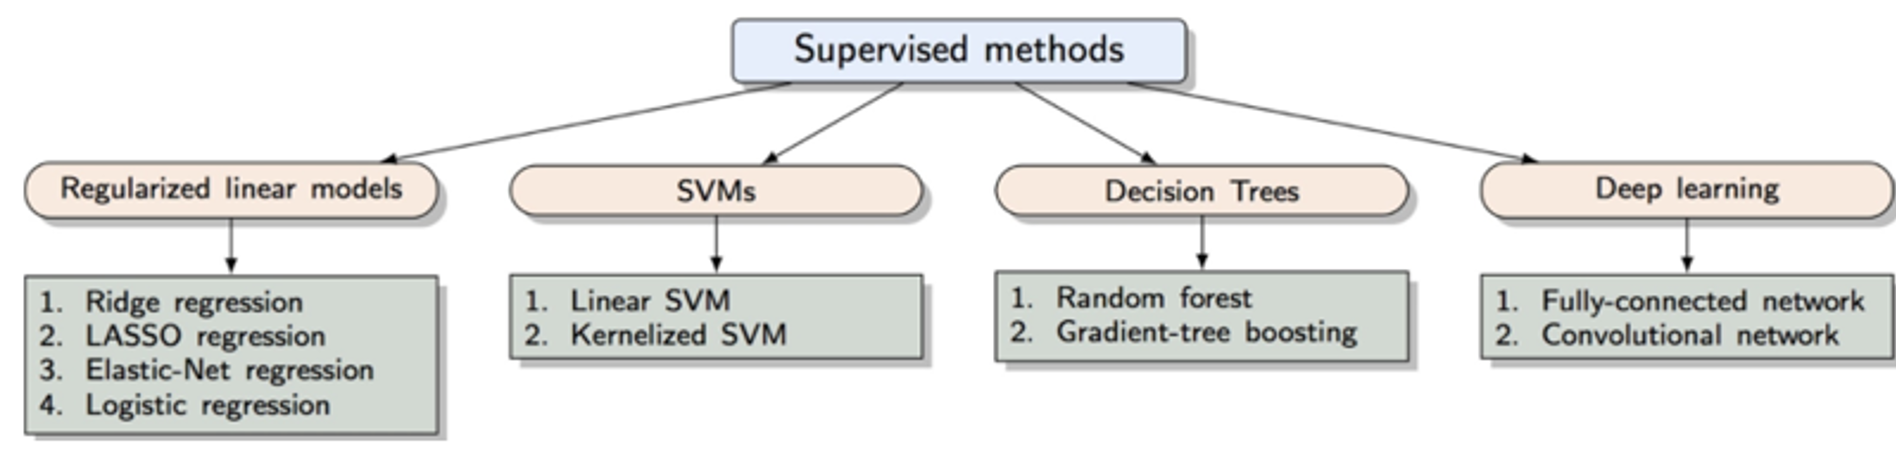 Supervised methods
Regularized linear models
SVMs
Decision Trees
Deep learning
1. Ridge regression
2. LASSO regression
3. Elastic-Net regression
4. Logistic regression
1. Linear SVM
2. Kernelized SVM
1. Random forest
2. Gradient-tree boosting
1. Fully-connected network
2. Convolutional network